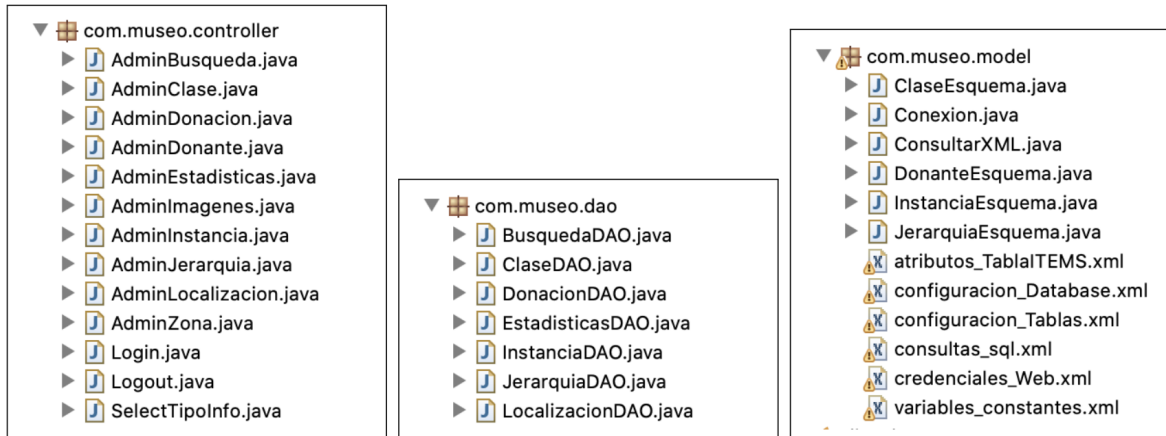 com.museo.controller
AdminBusqueda.java
AdminClase.java
AdminDonacion.java
AdminDonante.java
AdminEstadisticas.java
AdminImagenes.java
AdminInstancia.java
AdminJerarquia.java
AdminLocalizacion.java
AdminZona.java
Login.java
Logout.java
SelectTipoInfo.java
com.museo.dao
BusquedaDAO.java
ClaseDAO.java
DonacionDAO.java
EstadisticasDAO.java
InstanciaDAO.java
JerarquiaDAO.java
LocalizacionDAO.java
com.museo.model
ClaseEsquema.java
Conexion.java
ConsultarXML.java
DonanteEsquema.java
InstanciaEsquema.java
JerarquiaEsquema.java
atributos_TablaITEMS.xml
configuracion_Database.xml
configuracion_Tablas.xml
consultas_sql.xml
credenciales_Web.xml
variables_constantes.xml